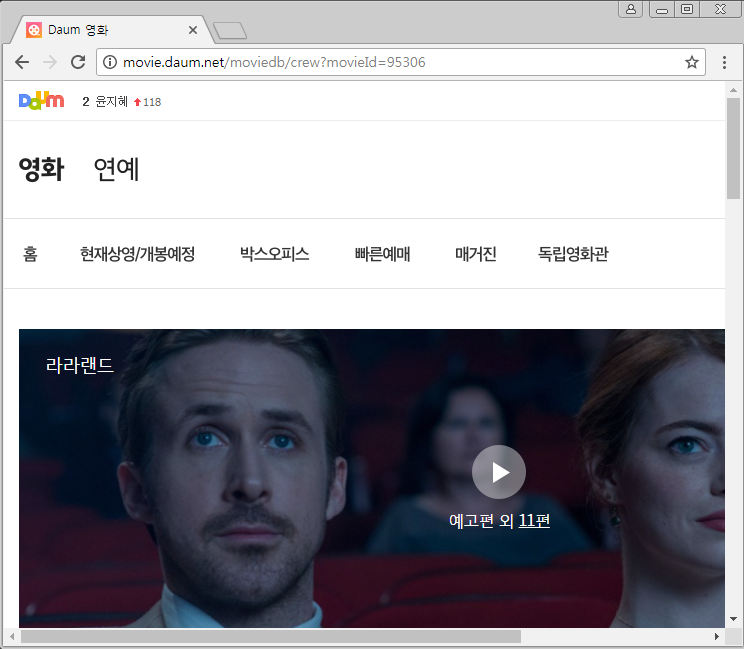 Daum 영화
movie.daum.net/moviedb/crew?movieId=95306
Daum 2 윤지혜 118
영화 연예
홈 현재상영/개봉예정 박스오피스 빠른예매 매거진 독립영화관
라라랜드
예고편 외 11편